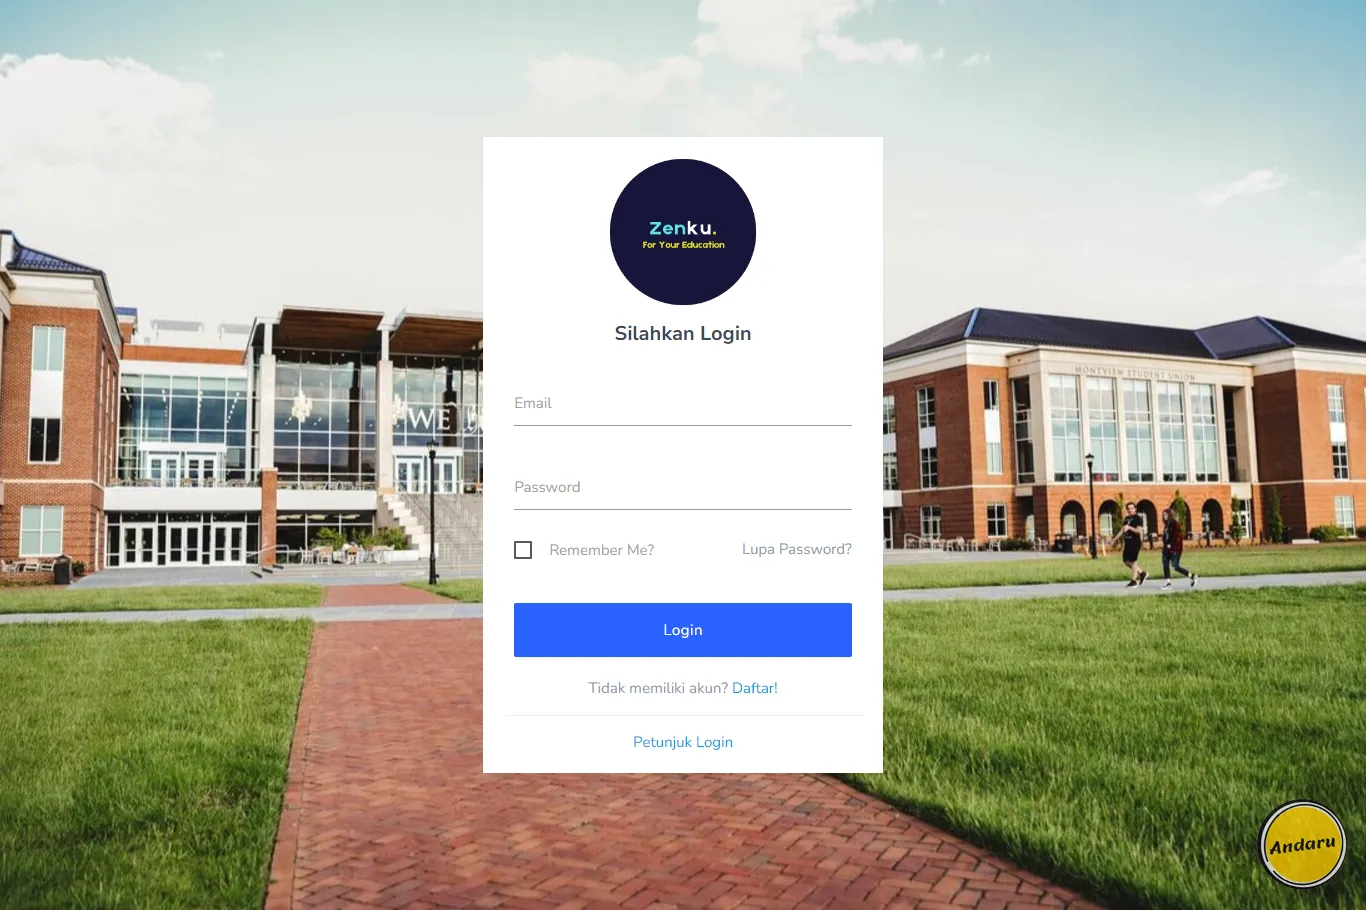 Zenku.
For Your Education
Silahkan Login
Email
Password
Remember Me?
Lupa Password?
Login
Tidak memiliki akun? Daftar!
Petunjuk Login
WE
MONTVIEW STUDENT UNION
Andaru